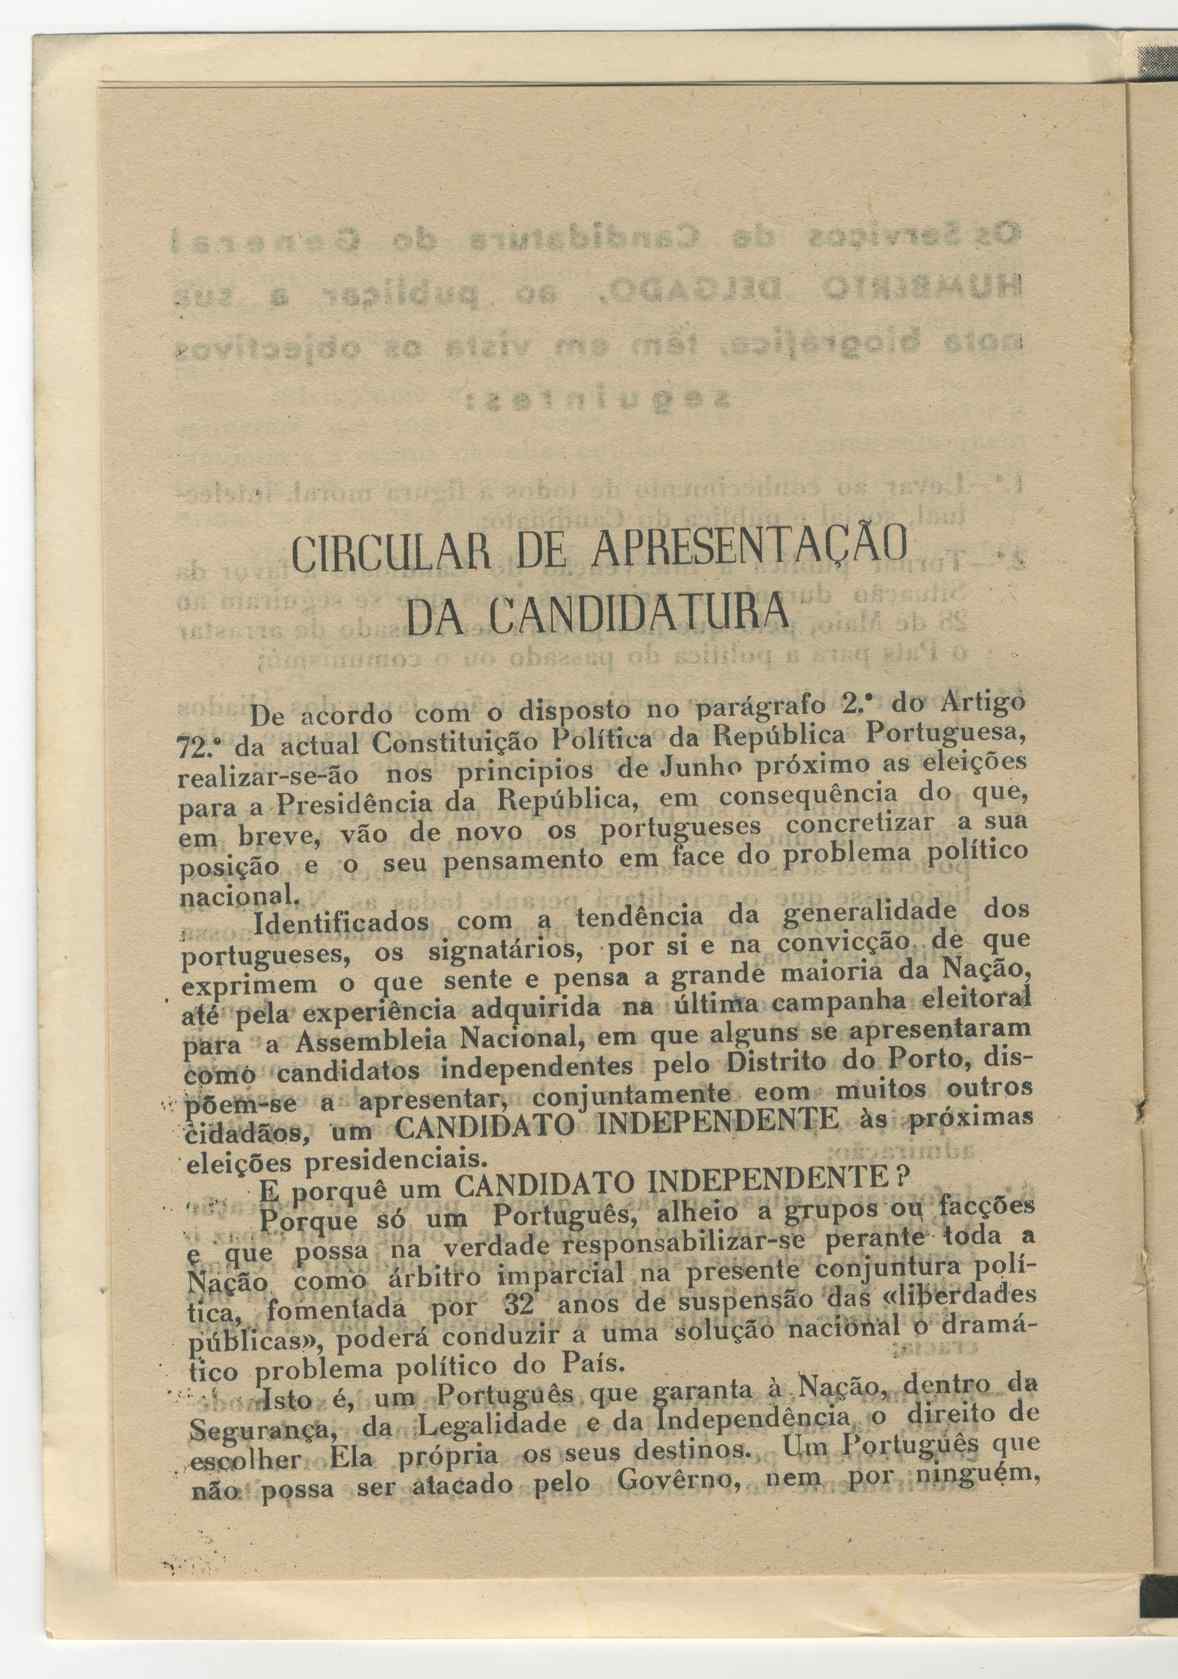 CIRCULAR DE APRESENTAÇÃO
DA CANDIDATURA
De acordo com o disposto no parágrafo 2.º do Artigo
72.º da actual Constituição Política da República Portuguesa,
realizar-se-ão nos principios de Junho próximo as eleições
para a Presidência da República, em consequência do que,
em breve, vão de novo os portugueses concretizar a sua
posição e o seu pensamento em face do problema político
nacional.
Identificados com a tendência da generalidade dos
portugueses, os signatários, por si e na convicção de que
exprimem o que sente e pensa a grande maioria da Nação,
até pela experiência adquirida na última campanha eleitoral
para a Assembleia Nacional, em que alguns se apresentaram
como candidatos independentes pelo Distrito do Porto, dis-
põem-se a apresentar, conjuntamente eom muitos outros
cidadãos, um CANDIDATO INDEPENDENTE às próximas
eleições presidenciais.
E porquê um CANDIDATO INDEPENDENTE?
Porque só um Português, alheio a grupos ou facções
e que possa na verdade responsabilizar-se perante toda a
Nação como árbitro imparcial na presente conjuntura polí-
tica, fomentada por 32 anos de suspensão das «liberdades
públicas», poderá conduzir a uma solução nacional o dramá-
tico problema político do País.
Isto é, um Português que garanta à Nação, dentro da
Segurança, da Legalidade e da Independência o direito de
escolher Ela própria os seus destinos. Um Português que
não possa ser atacado pelo Govêrno, nem por ninguém,